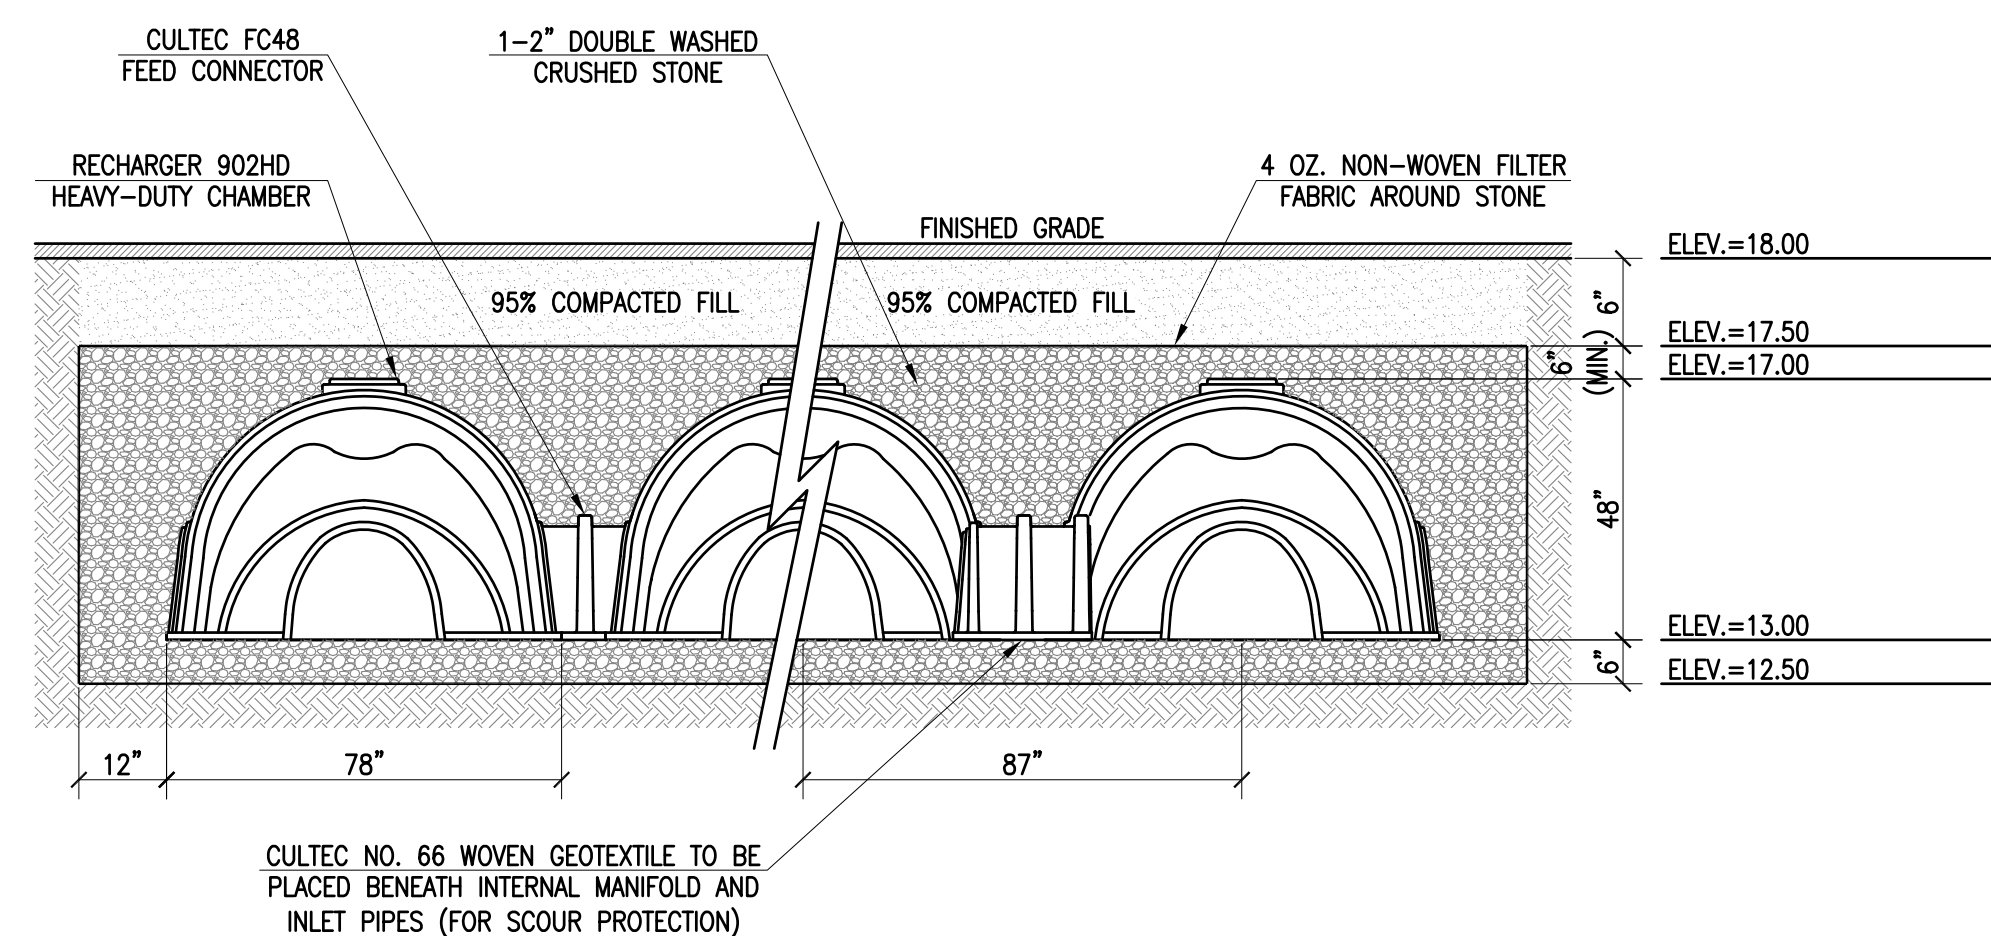 CULTEC FC48
FEED CONNECTOR
1-2" DOUBLE WASHED
CRUSHED STONE
RECHARGER 902HD
HEAVY-DUTY CHAMBER
4 OZ. NON-WOVEN FILTER
FABRIC AROUND STONE
FINISHED GRADE
ELEV.=18.00
95% COMPACTED FILL
95% COMPACTED FILL
6"
ELEV.=17.50
6"
(MIN.)
ELEV.=17.00
48"
ELEV.=13.00
6"
ELEV.=12.50
12"
78"
87"
CULTEC NO. 66 WOVEN GEOTEXTILE TO BE
PLACED BENEATH INTERNAL MANIFOLD AND
INLET PIPES (FOR SCOUR PROTECTION)